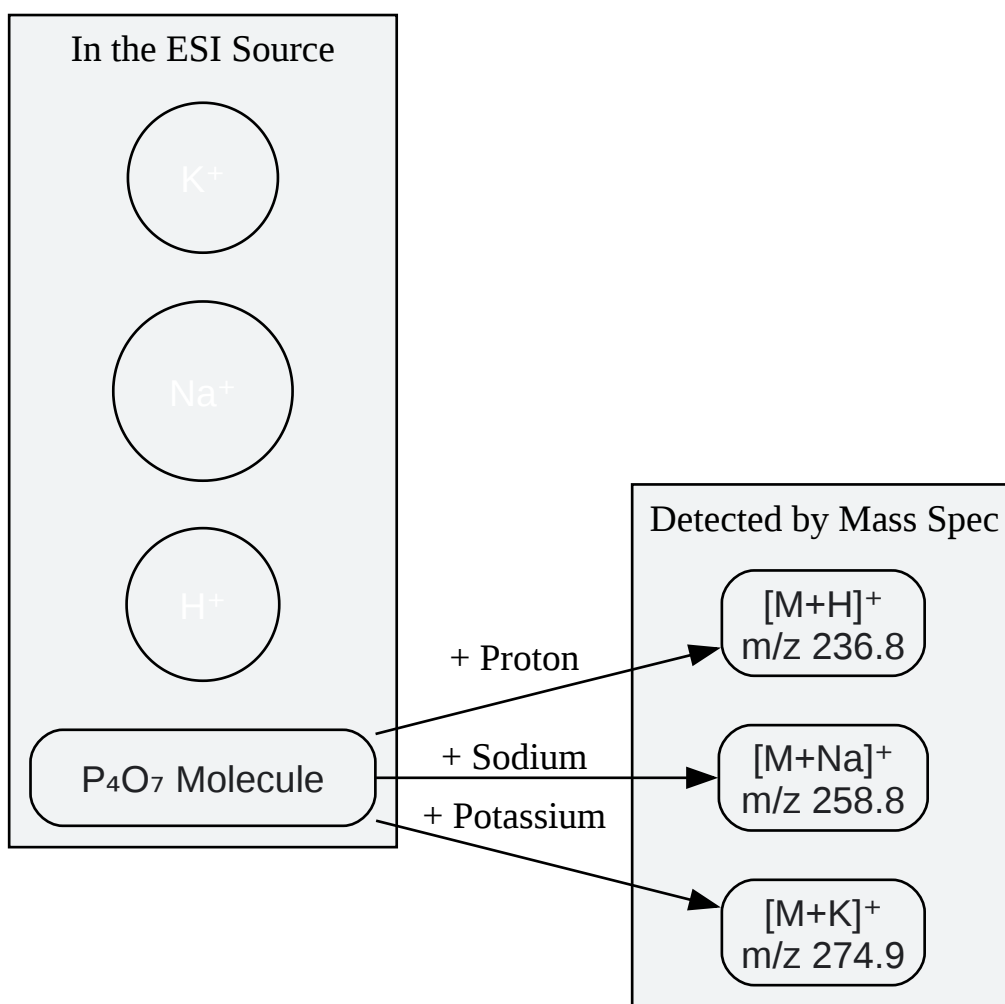 In the ESI Source
K⁺
Na⁺
H⁺
P₄O₇ Molecule
+ Proton
+ Sodium
+ Potassium
Detected by Mass Spec
[M+H]⁺
m/z 236.8
[M+Na]⁺
m/z 258.8
[M+K]⁺
m/z 274.9